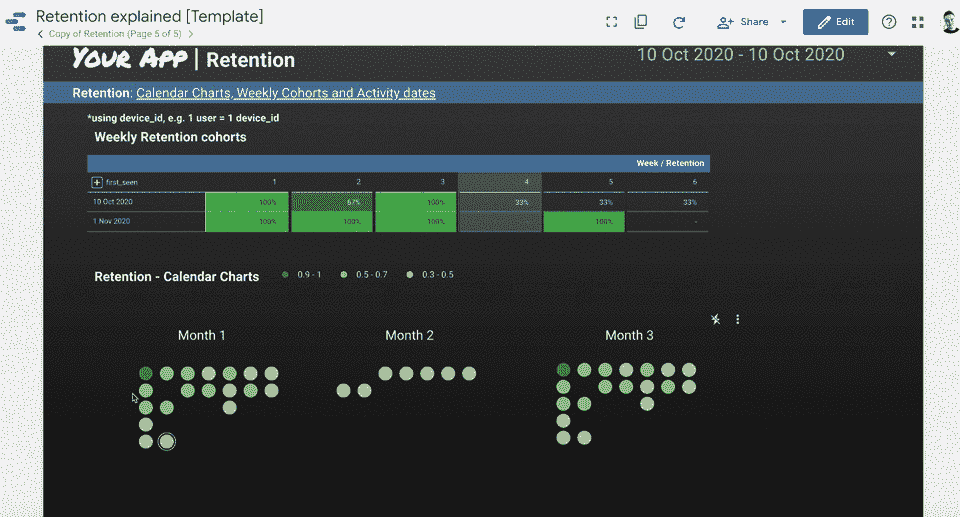 Retention explained [Template]
Copy of Retention (Page 5 of 5)
Share
Edit
YOUR APP | Retention
10 Oct 2020 - 10 Oct 2020
Retention: Calendar Charts, Weekly Cohorts and Activity dates
*using device_id, e.g. 1 user = 1 device_id
Weekly Retention cohorts
Week / Retention
first_seen 1 2 3 4 5 6
10 Oct 2020 100% 67% 100% 33% 33% 33%
1 Nov 2020 100% 100% 100% 100% -
Retention - Calendar Charts 0.9 - 1 0.5 - 0.7 0.3 - 0.5
Month 1 Month 2 Month 3